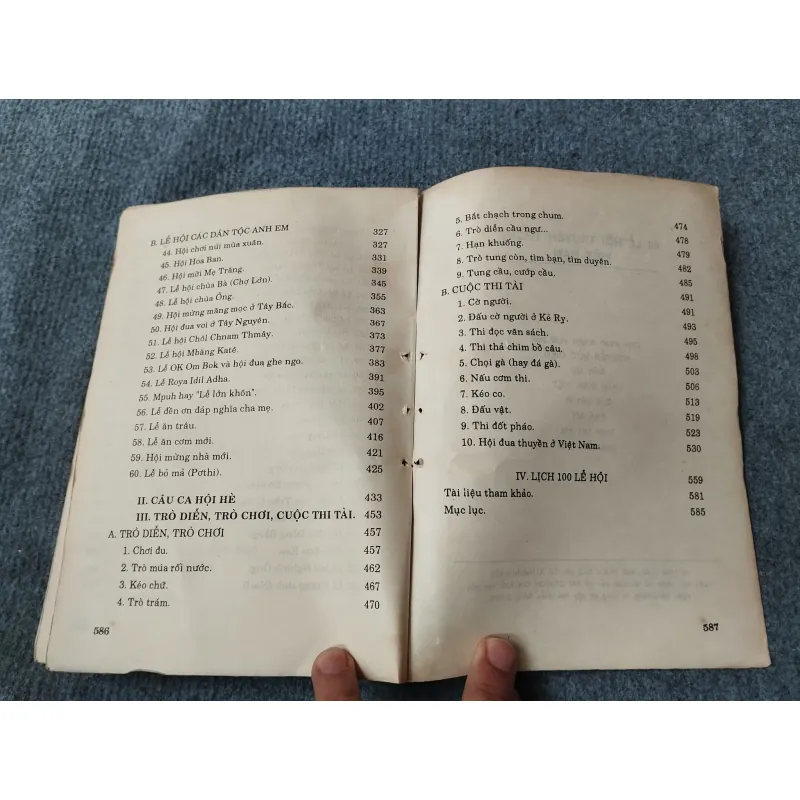 B. LỄ HỘI CÁC DÂN TỘC ANH EM 327
44. Hội chơi núi mùa xuân. 327
45. Hội Hoa Ban. 331
46. Hội mời Mẹ Trăng. 339
47. Lễ hội chùa Bà (Chợ Lớn). 345
48. Lễ hội chùa Ông. 355
49. Hội mừng măng mọc ở Tây Bắc. 363
50. Hội đua voi ở Tây Nguyên. 367
51. Lễ hội Chôl Chnam Thmây. 373
52. Lễ hội Mbăng Katê. 377
53. Lễ OK Om Bok và hội đua ghe ngo. 383
54. Lễ Roya Idil Adha. 391
55. Mpuh hay "Lễ lớn khôn". 395
56. Lễ đền ơn đáp nghĩa cha mẹ. 402
57. Lễ ăn trâu. 407
58. Lễ ăn cơm mới. 416
59. Hội mừng nhà mới. 421
60. Lễ bỏ mả (Pơthi). 425
II. CÂU CA HỘI HÈ 433
III. TRÒ DIỄN, TRÒ CHƠI, CUỘC THI TÀI. 453
A. TRÒ DIỄN, TRÒ CHƠI 457
1. Chơi đu. 457
2. Trò múa rối nước. 462
3. Kéo chữ. 467
4. Trò trám. 470
586
5. Bắt chạch trong chum. 474
6. Trò diễn cầu ngư... 478
7. Hạn khuống. 479
8. Trò tung còn, tìm bạn, tìm duyên. 482
9. Tung cầu, cướp cầu. 485
B. CUỘC THI TÀI 491
1. Cờ người. 491
2. Đấu cờ người ở Kẻ Ry. 493
3. Thi đọc văn sách. 495
4. Thi thả chim bồ câu. 498
5. Chọi gà (hay đá gà). 503
6. Nấu cơm thi. 506
7. Kéo co. 513
8. Đấu vật. 519
9. Thi đốt pháo. 523
10. Hội đua thuyền ở Việt Nam. 530
IV. LỊCH 100 LỄ HỘI 559
Tài liệu tham khảo. 581
Mục lục. 585
587